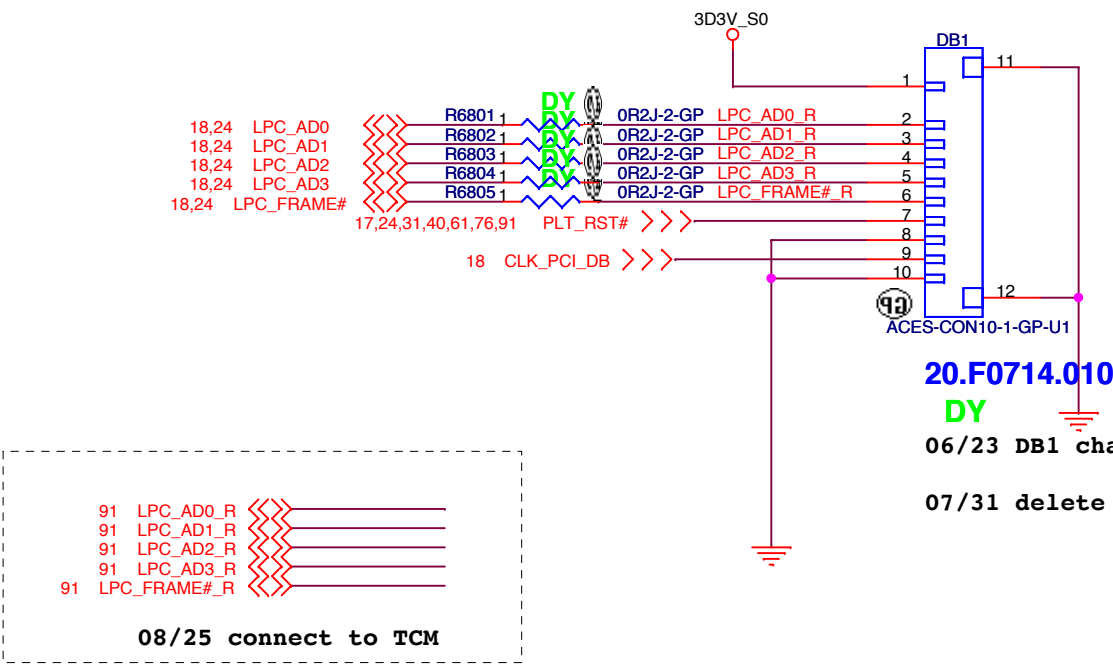 3D3V_S0
DB1
11
1
DY
R6801 1 DY 0R2J-2-GP LPC_AD0_R 2
18,24 LPC_AD0
R6802 1 DY 0R2J-2-GP LPC_AD1_R 3
18,24 LPC_AD1
R6803 1 DY 0R2J-2-GP LPC_AD2_R 4
18,24 LPC_AD2
R6804 1 DY 0R2J-2-GP LPC_AD3_R 5
18,24 LPC_AD3
R6805 1 0R2J-2-GP LPC_FRAME#_R 6
18,24 LPC_FRAME#
17,24,31,40,61,76,91 PLT_RST# 7
8
18 CLK_PCI_DB 9
10
12
GP
ACES-CON10-1-GP-U1
20.F0714.010
DY
06/23 DB1 cha
07/31 delete
91 LPC_AD0_R
91 LPC_AD1_R
91 LPC_AD2_R
91 LPC_AD3_R
91 LPC_FRAME#_R
08/25 connect to TCM